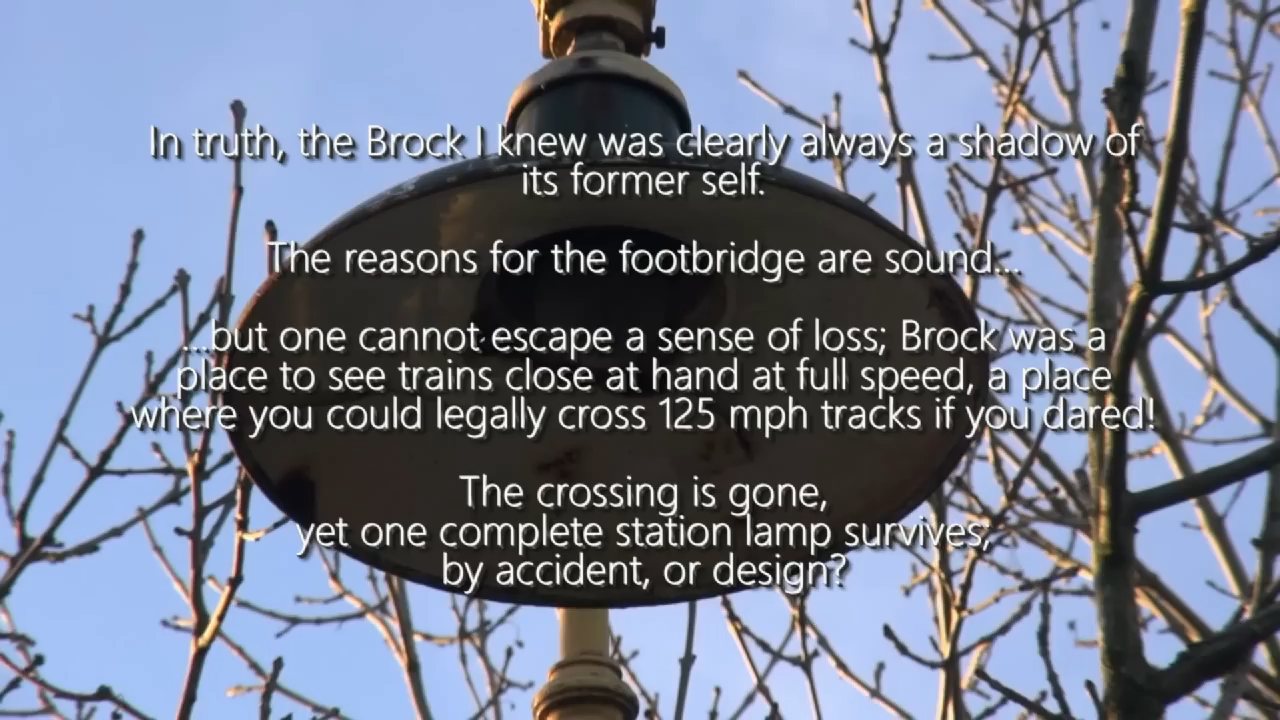 In truth, the Brock I knew was clearly always a shadow of
its former self.
The reasons for the footbridge are sound...
...but one cannot escape a sense of loss; Brock was a
place to see trains close at hand at full speed, a place
where you could legally cross 125 mph tracks if you dared!
The crossing is gone,
yet one complete station lamp survives;
by accident, or design?